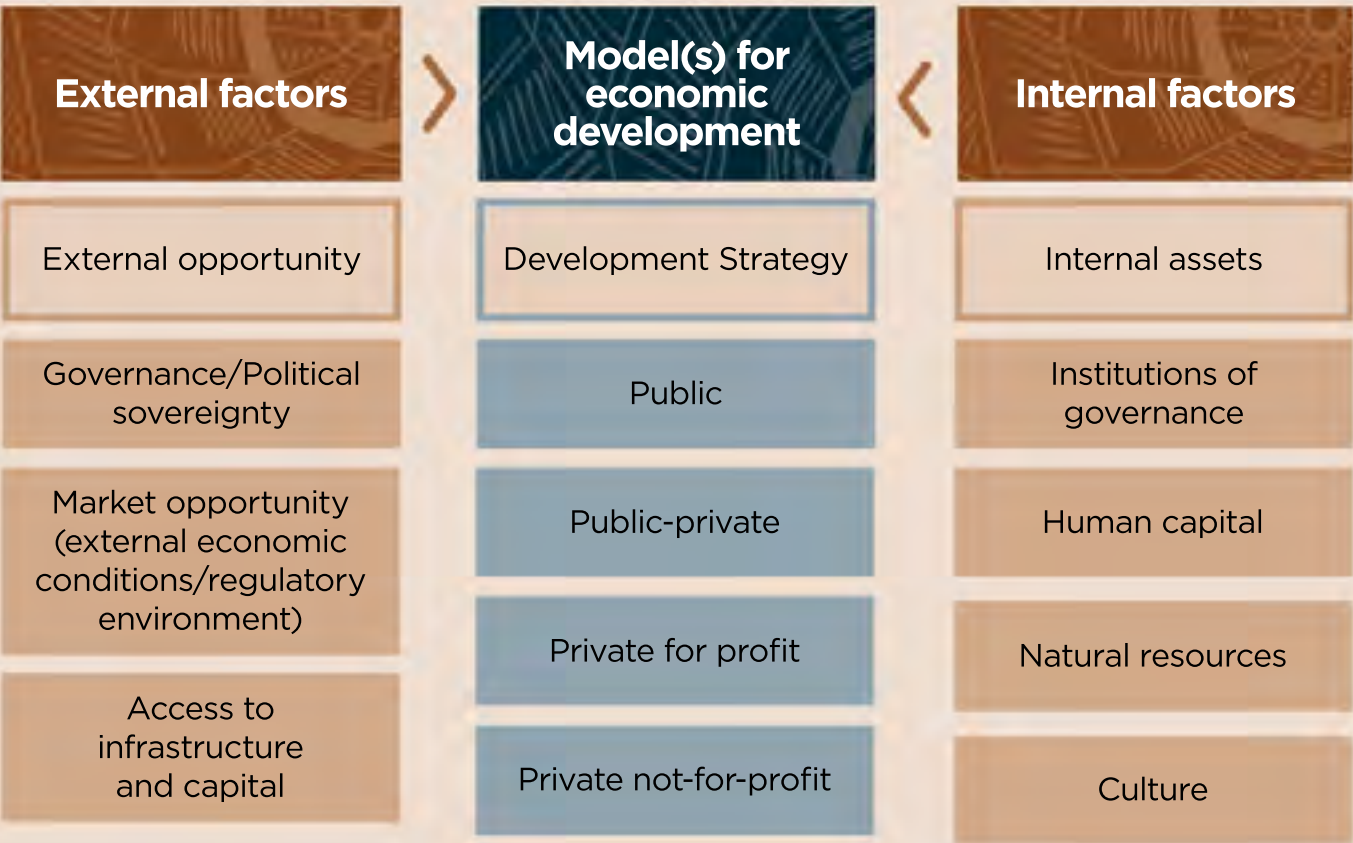 External factors
External opportunity
Governance/Political
sovereignty
Market opportunity
(external economic
conditions/regulatory
environment)
Access to
infrastructure
and capital
Model(s) for
economic
development
Development Strategy
Public
Public-private
Private for profit
Private not-for-profit
Internal factors
Internal assets
Institutions of
governance
Human capital
Natural resources
Culture